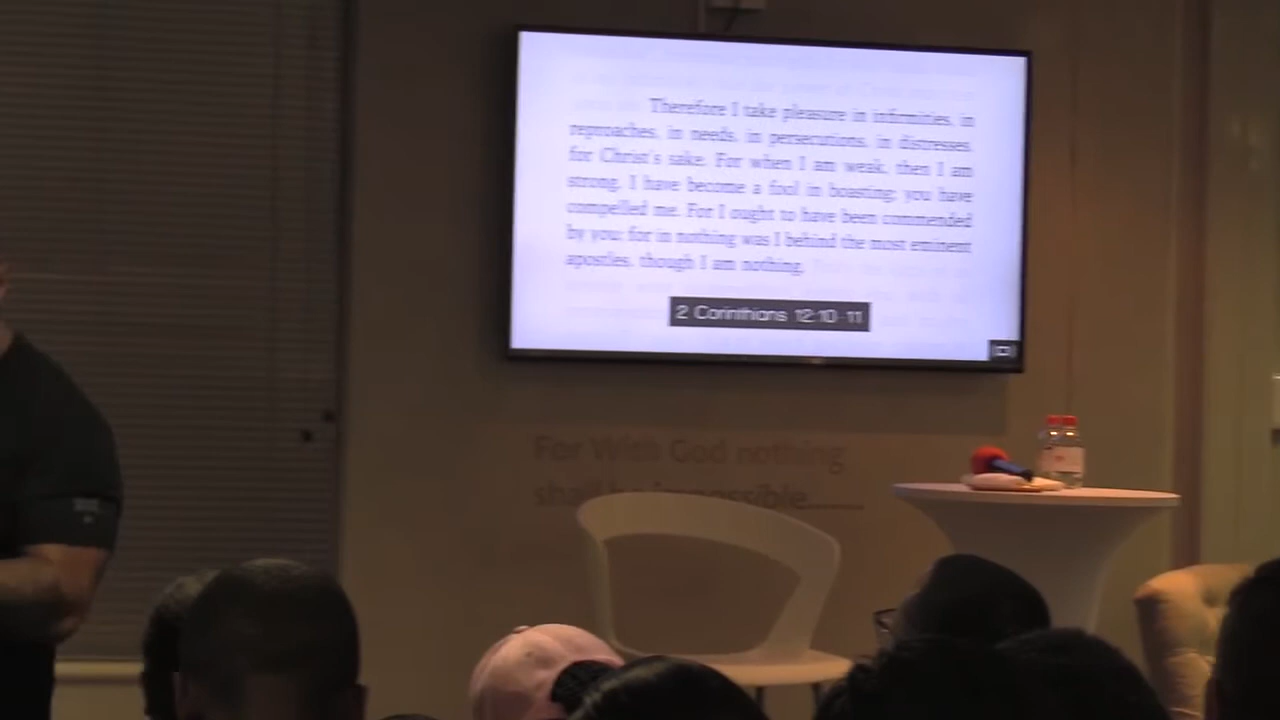 Therefore I take pleasure in infirmities, in
reproaches, in needs, in persecutions, in distresses,
for Christ's sake. For when I am weak, then I am
strong. I have become a fool in boasting; you have
compelled me. For I ought to have been commended
by you; for in nothing was I behind the most eminent
apostles, though I am nothing.
2 Corinthians 12:10-11
For With God nothing
shall be impossible......